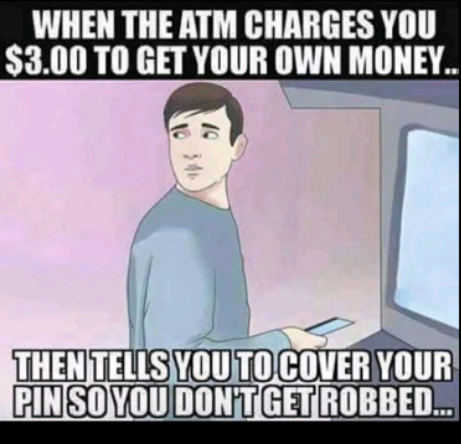 WHEN THE ATM CHARGES YOU
$3.00 TO GET YOUR OWN MONEY..
THEN TELLS YOU TO COVER YOUR
PIN SO YOU DON'T GET ROBBED...